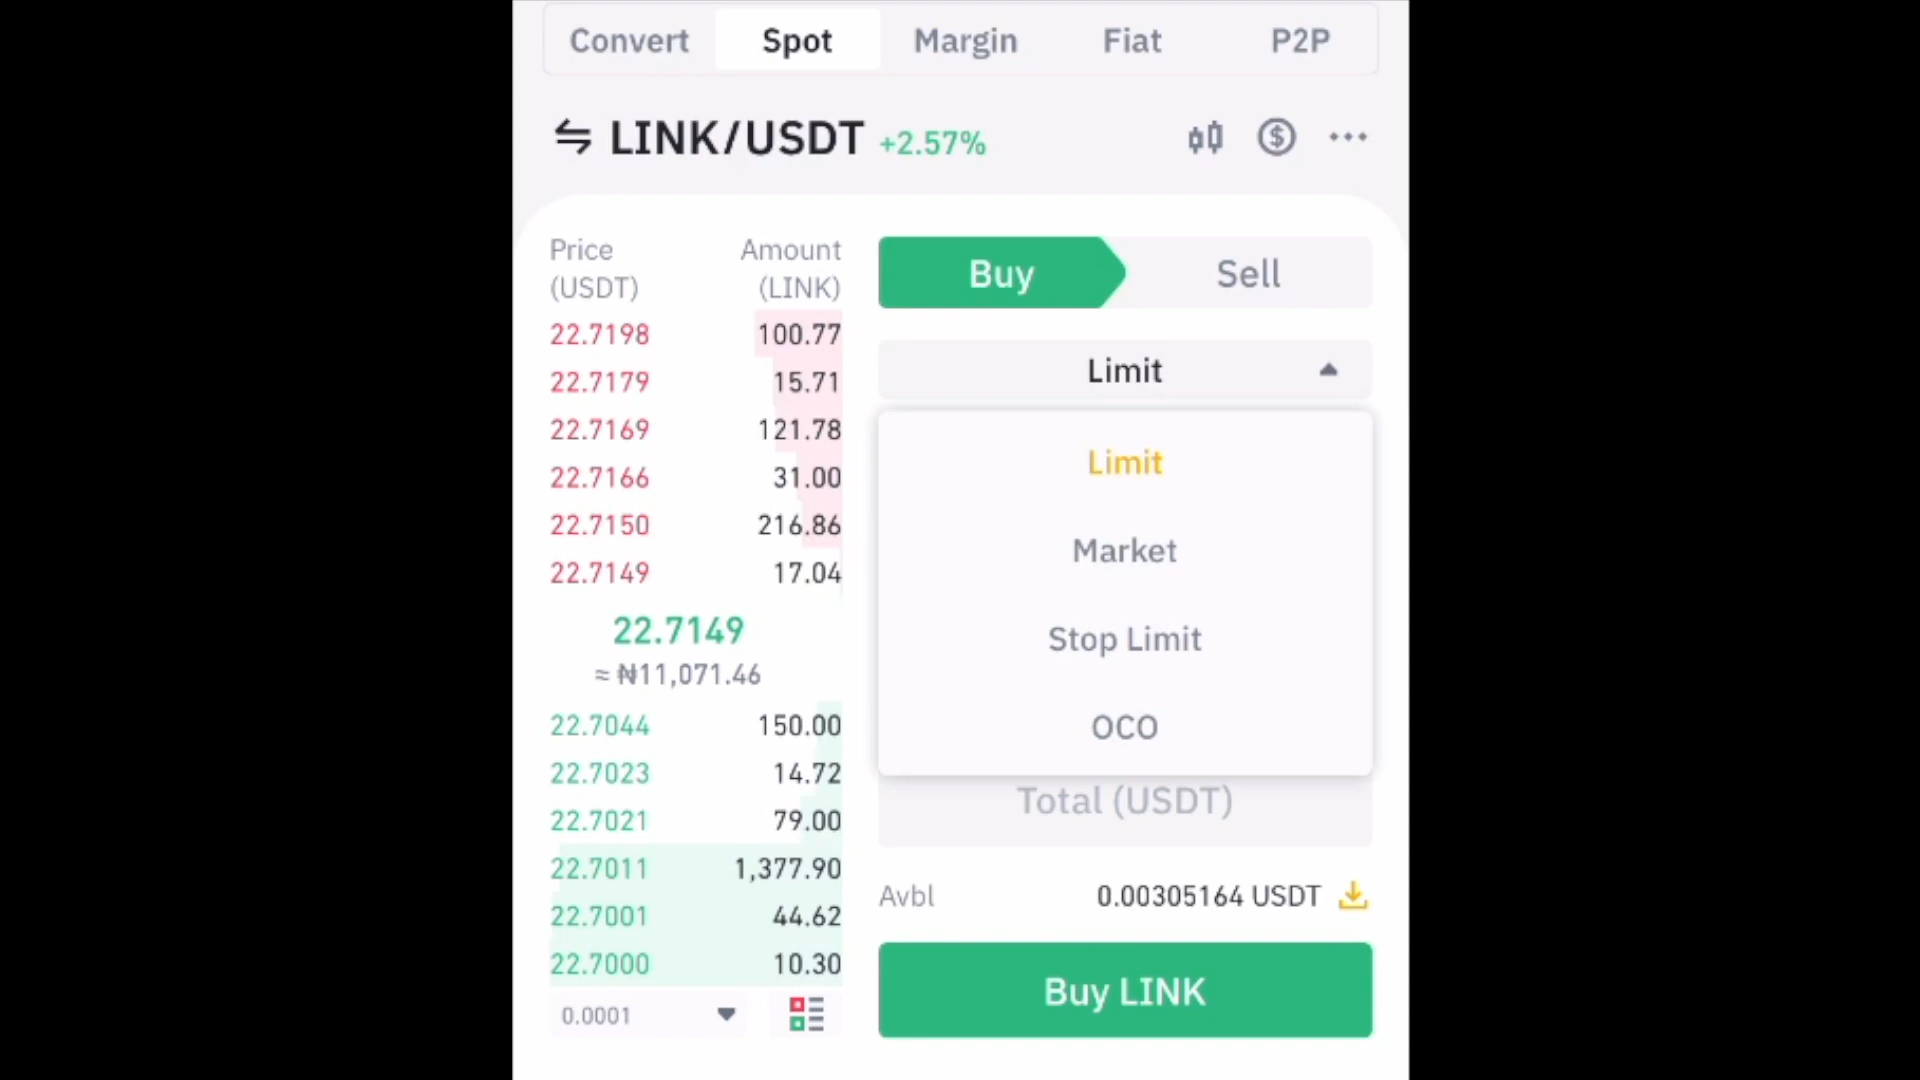 Convert Spot Margin Fiat P2P
LINK/USDT +2.57%
Price Amount
(USDT) (LINK)
22.7198 100.77
22.7179 15.71
22.7169 121.78
22.7166 31.00
22.7150 216.86
22.7149 17.04
22.7149
≈ ₦11,071.46
22.7044 150.00
22.7023 14.72
22.7021 79.00
22.7011 1,377.90
22.7001 44.62
22.7000 10.30
0.0001
Buy Sell
Limit
Limit
Market
Stop Limit
OCO
Total (USDT)
Avbl 0.00305164 USDT
Buy LINK